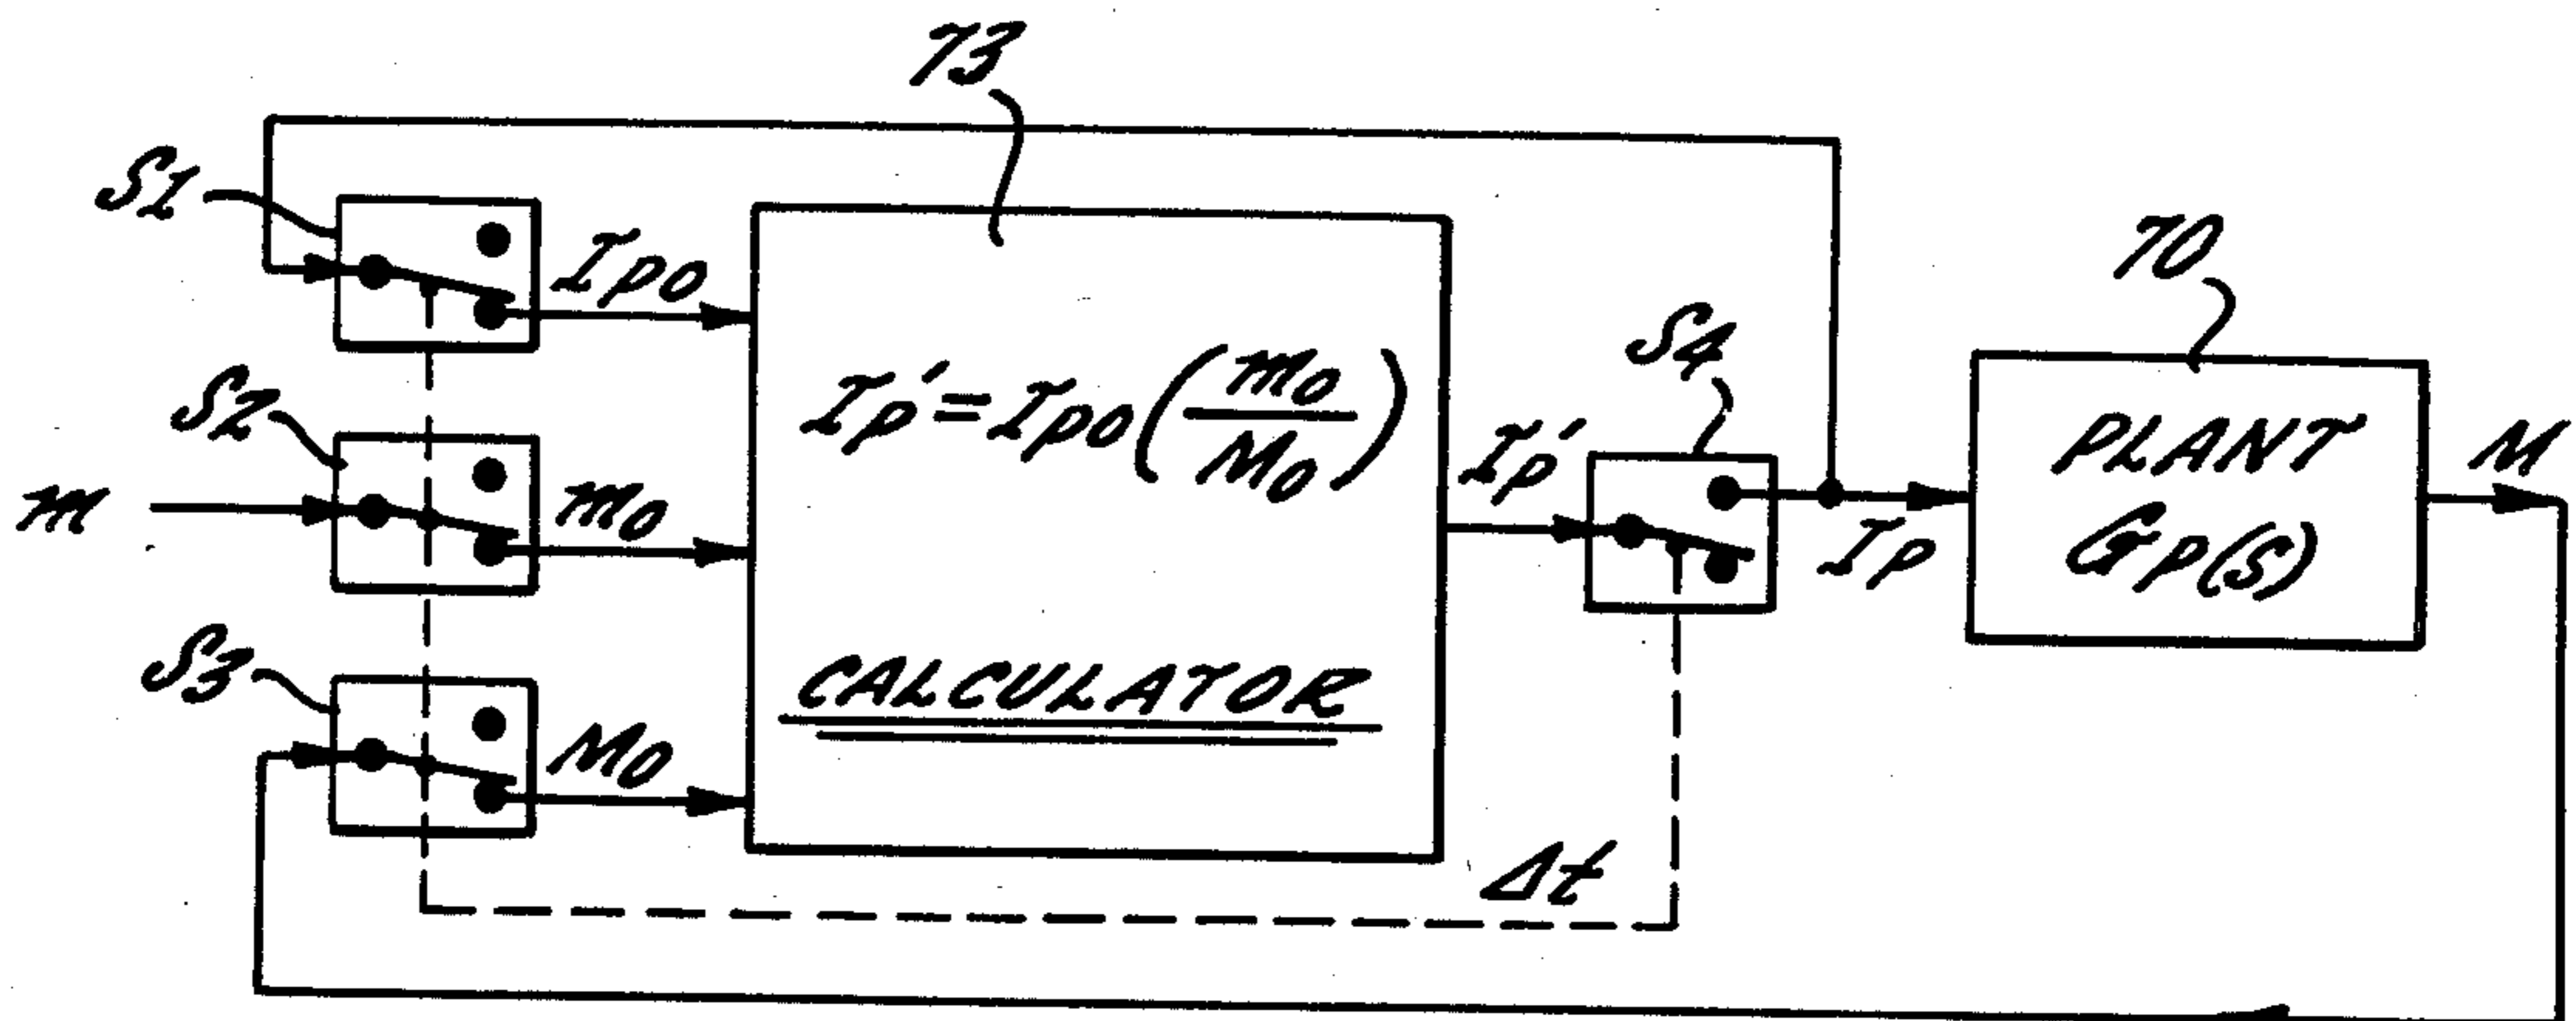 73
S1
Ipo
70
S4
S2
Ip' = Ipo(mo/Mo)
Ip'
PLANT
M
m
mo
Ip
Gp(s)
S3
Mo
CALCULATOR
Δt